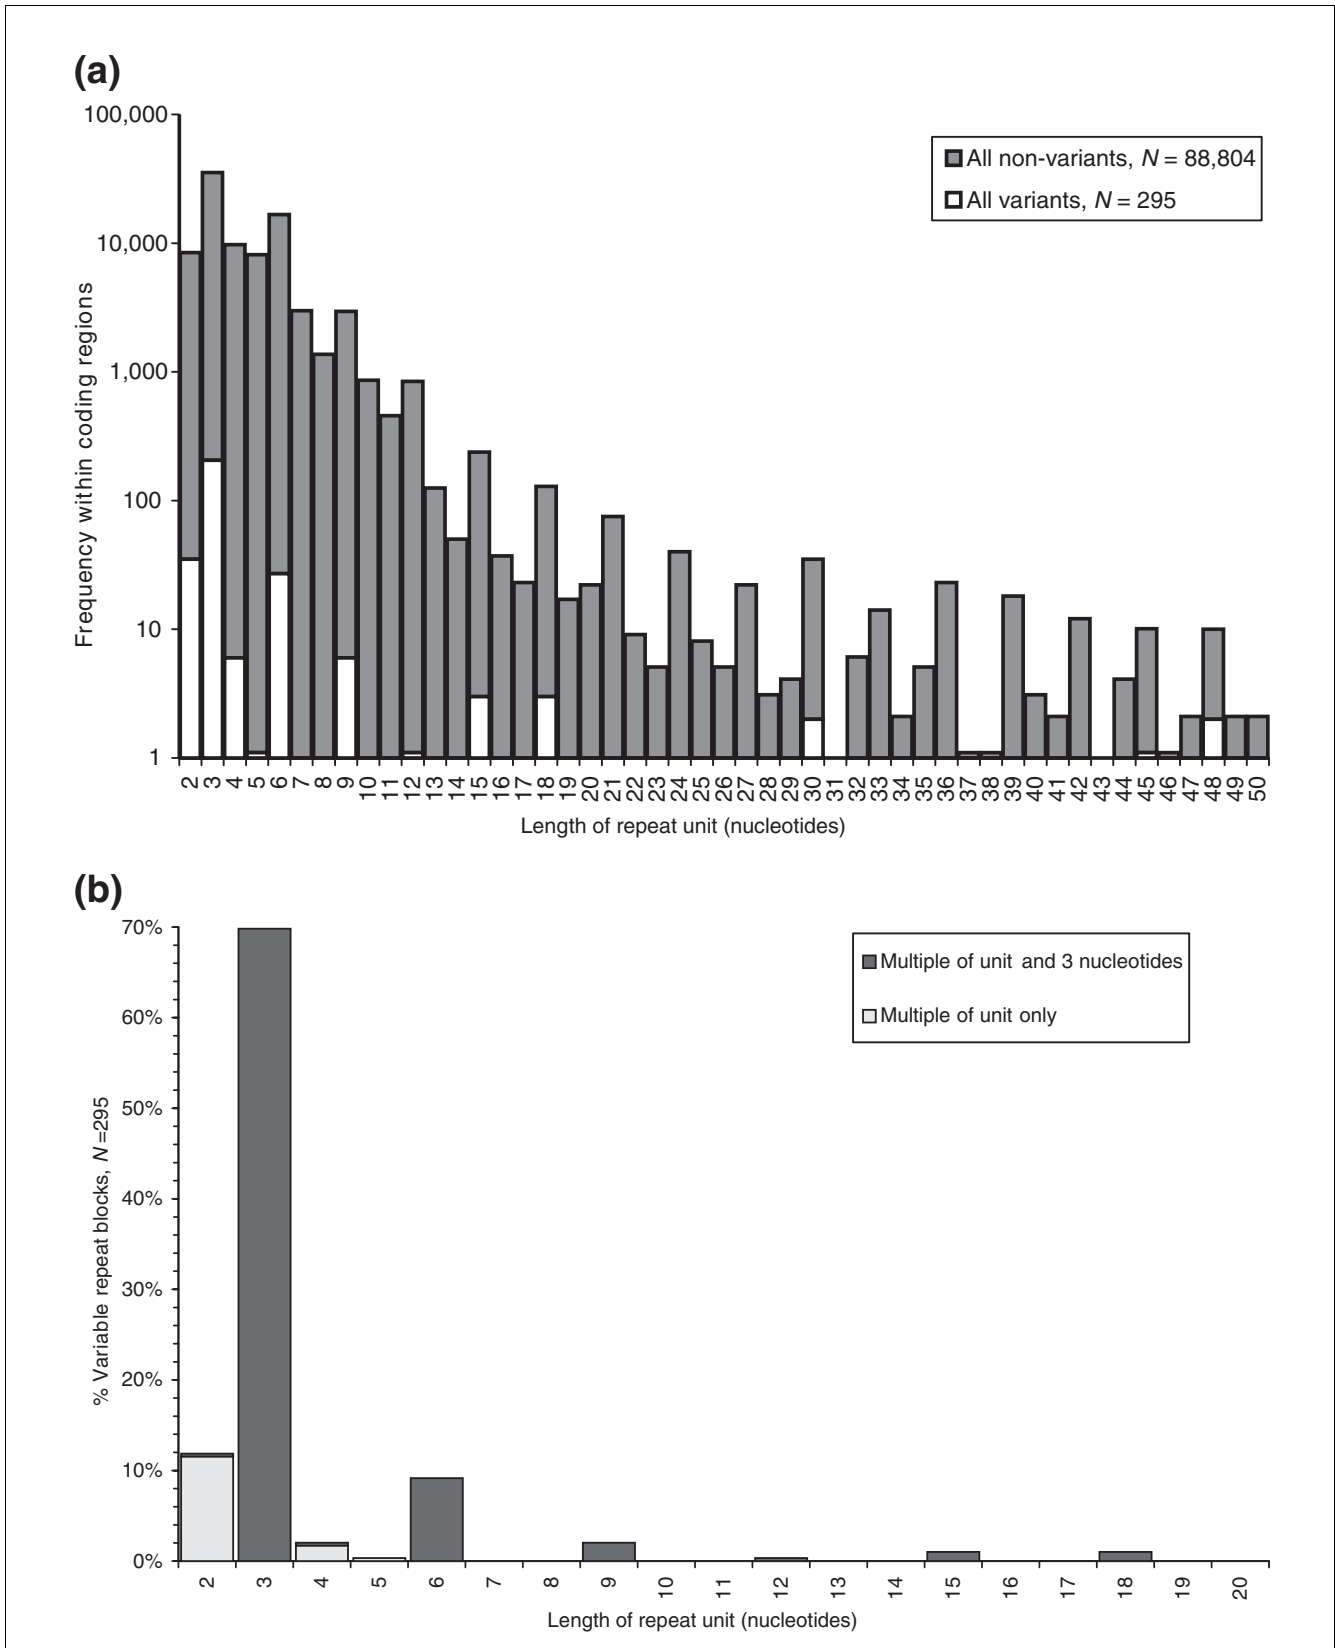 (a)
100,000
10,000
1,000
100
10
1
Frequency within coding regions
All non-variants, N = 88,804
All variants, N = 295
2 3 4 5 6 7 8 9 10 11 12 13 14 15 16 17 18 19 20 21 22 23 24 25 26 27 28 29 30 31 32 33 34 35 36 37 38 39 40 41 42 43 44 45 46 47 48 49 50
Length of repeat unit (nucleotides)
(b)
70%
60%
50%
40%
30%
20%
10%
0%
% Variable repeat blocks, N=295
Multiple of unit and 3 nucleotides
Multiple of unit only
2 3 4 5 6 7 8 9 10 11 12 13 14 15 16 17 18 19 20
Length of repeat unit (nucleotides)